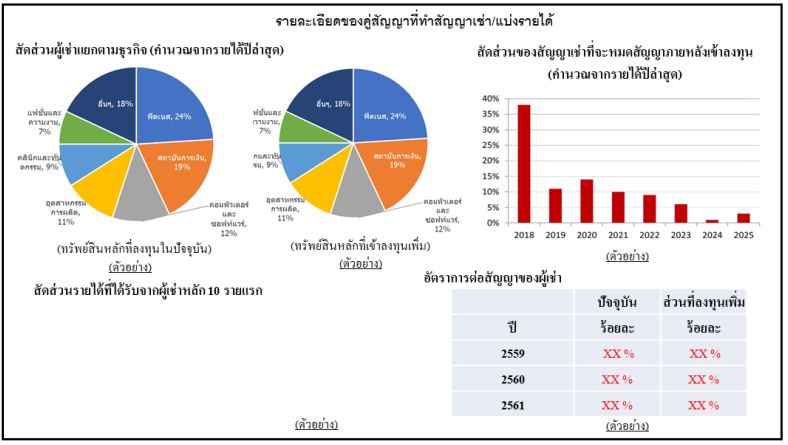 รายละเอียดของคู่สัญญาที่ทำสัญญาเช่า/แบ่งรายได้
สัดส่วนผู้เช่าแยกตามธุรกิจ (คำนวณจากรายได้ปีล่าสุด)
อื่นๆ, 18%
ฟิตเนส, 24%
แฟชั่นและ
ความงาม,
7%
สถาบันการเงิน,
19%
คลินิกและทัน
ตกรรม, 9%
อุตสาหกรรม
การผลิต,
11%
คอมพิวเตอร์
และ
ซอฟท์แวร์,
12%
(ทรัพย์สินหลักที่ลงทุนในปัจจุบัน)
(ตัวอย่าง)
อื่นๆ, 18%
ฟิตเนส, 24%
ฟชั่นและ
วามงาม,
7%
สถาบันการเงิน,
19%
กและทัน
รม, 9%
อุตสาหกรรม
การผลิต,
11%
คอมพิวเตอร์
และ
ซอฟท์แวร์,
12%
(ทรัพย์สินหลักที่เข้าลงทุนเพิ่ม)
(ตัวอย่าง)
สัดส่วนของสัญญาเช่าที่จะหมดสัญญาภายหลังเข้าลงทุน
(คำนวณจากรายได้ปีล่าสุด)
40%
35%
30%
25%
20%
15%
10%
5%
0%
2018 2019 2020 2021 2022 2023 2024 2025
(ตัวอย่าง)
สัดส่วนรายได้ที่ได้รับจากผู้เช่าหลัก 10 รายแรก
(ตัวอย่าง)
อัตราการต่อสัญญาของผู้เช่า
ปัจจุบัน ส่วนที่ลงทุนเพิ่ม
ปี ร้อยละ ร้อยละ
2559 XX % XX %
2560 XX % XX %
2561 XX % XX %
(ตัวอย่าง)